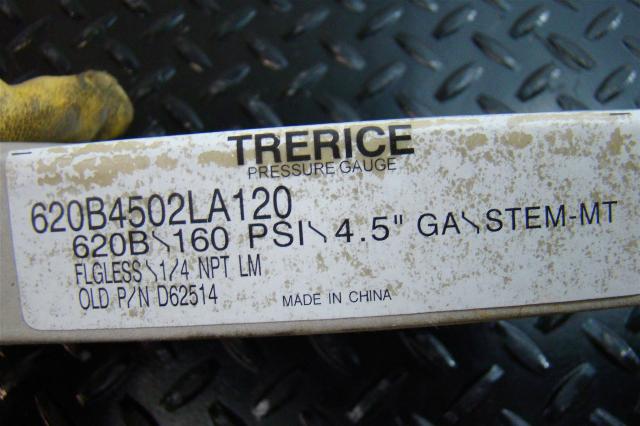 TRERICE
PRESSURE GAUGE
620B4502LA120
620B\160 PSI\4.5" GA\STEM-MT
FLGLESS\1/4 NPT LM
OLD P/N D62514
MADE IN CHINA